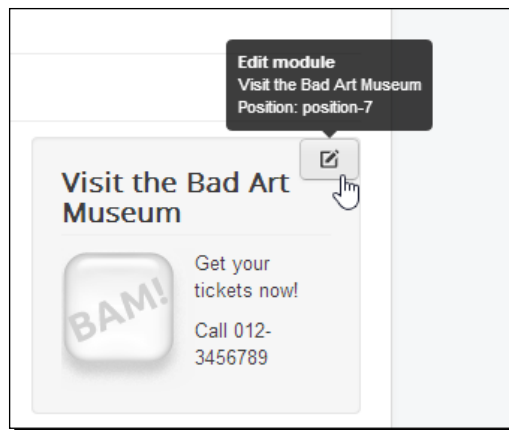 Edit module
Visit the Bad Art Museum
Position: position-7
Visit the Bad Art
Museum
BAM!
Get your
tickets now!
Call 012-
3456789